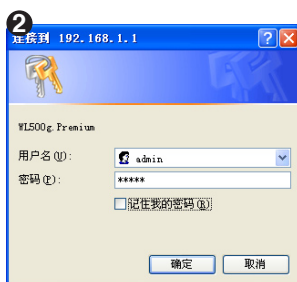 2
连接到 192.168.1.1
WL500g.Premium
用户名(U):
admin
密码(P):
*****
记住我的密码(R)
确定
取消